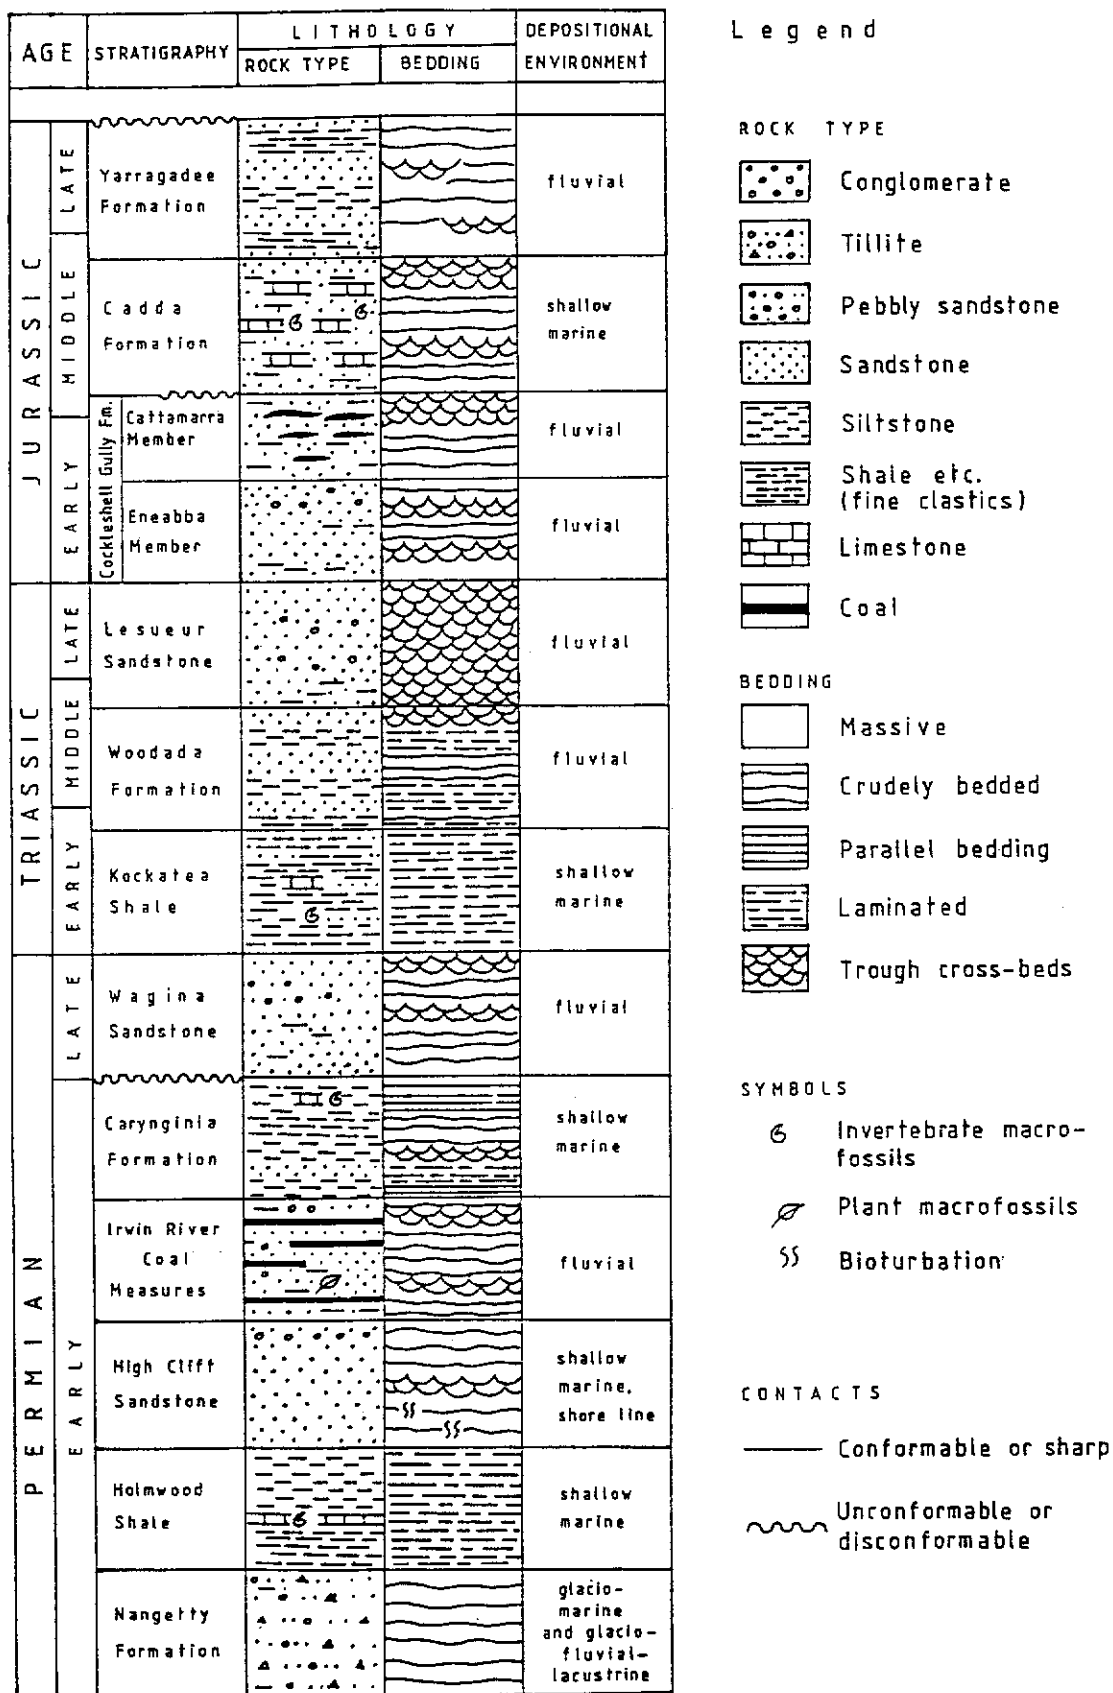 AGE
STRATIGRAPHY
LITHOLOGY
ROCK TYPE
BEDDING
DEPOSITIONAL
ENVIRONMENT
JURASSIC
LATE
MIDDLE
EARLY
Yarragadee
Formation
fluvial
Cadda
Formation
shallow
marine
Cockleshell Gully Fm.
Cattamarra
Member
fluvial
Eneabba
Member
fluvial
TRIASSIC
LATE
MIDDLE
EARLY
Lesueur
Sandstone
fluvial
Woodada
Formation
fluvial
Kockatea
Shale
shallow
marine
PERMIAN
LATE
EARLY
Wagina
Sandstone
fluvial
Carynginia
Formation
shallow
marine
Irwin River
Coal
Measures
fluvial
High Cliff
Sandstone
shallow
marine,
shore line
Holmwood
Shale
shallow
marine
Nangetty
Formation
glacio-
marine
and glacio-
fluvial-
lacustrine
Legend
ROCK TYPE
Conglomerate
Tillite
Pebbly sandstone
Sandstone
Siltstone
Shale etc.
(fine clastics)
Limestone
Coal
BEDDING
Massive
Crudely bedded
Parallel bedding
Laminated
Trough cross-beds
SYMBOLS
Invertebrate macro-
fossils
Plant macrofossils
Bioturbation
CONTACTS
Conformable or sharp
Unconformable or
disconformable